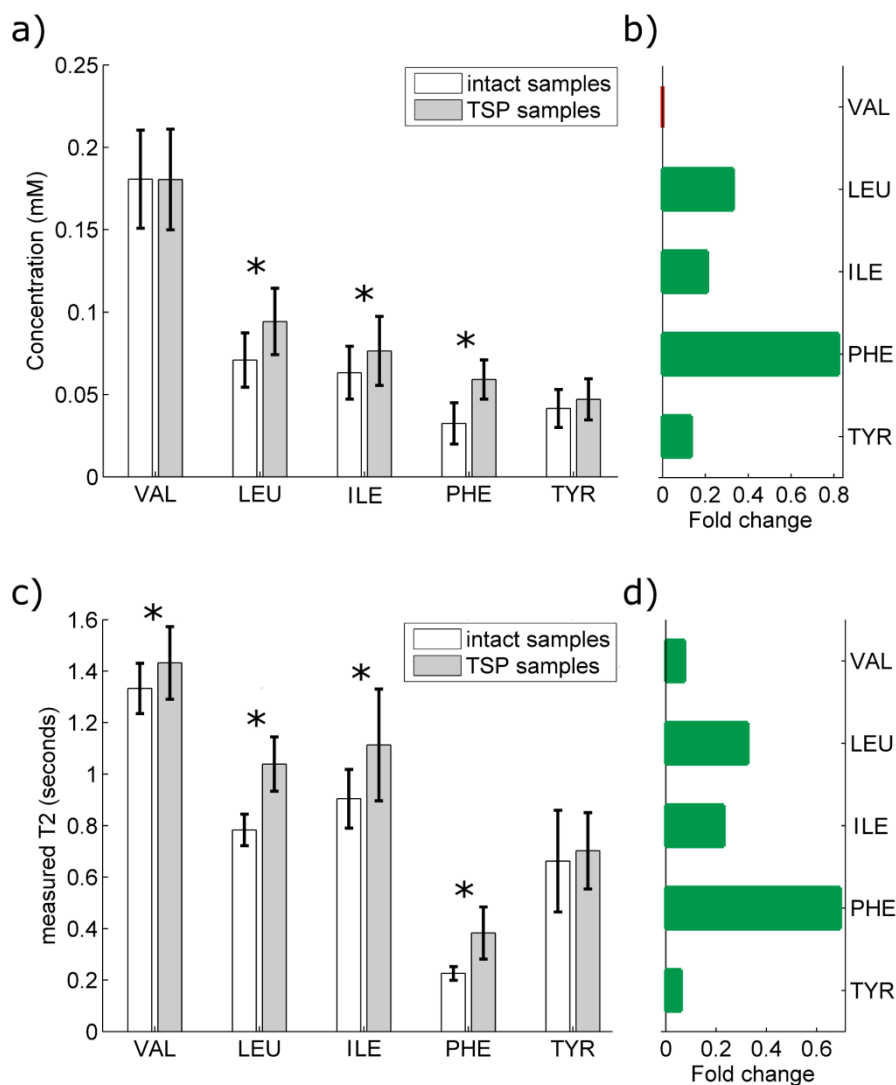 a)
0.25
0.2
0.15
0.1
0.05
0
Concentration (mM)
intact samples
TSP samples
*
*
*
VAL
LEU
ILE
PHE
TYR
b)
VAL
LEU
ILE
PHE
TYR
0 0.2 0.4 0.6 0.8
Fold change
c)
1.6
1.4
1.2
1
0.8
0.6
0.4
0.2
0
measured T2 (seconds)
intact samples
TSP samples
*
*
*
*
VAL
LEU
ILE
PHE
TYR
d)
VAL
LEU
ILE
PHE
TYR
0 0.2 0.4 0.6
Fold change